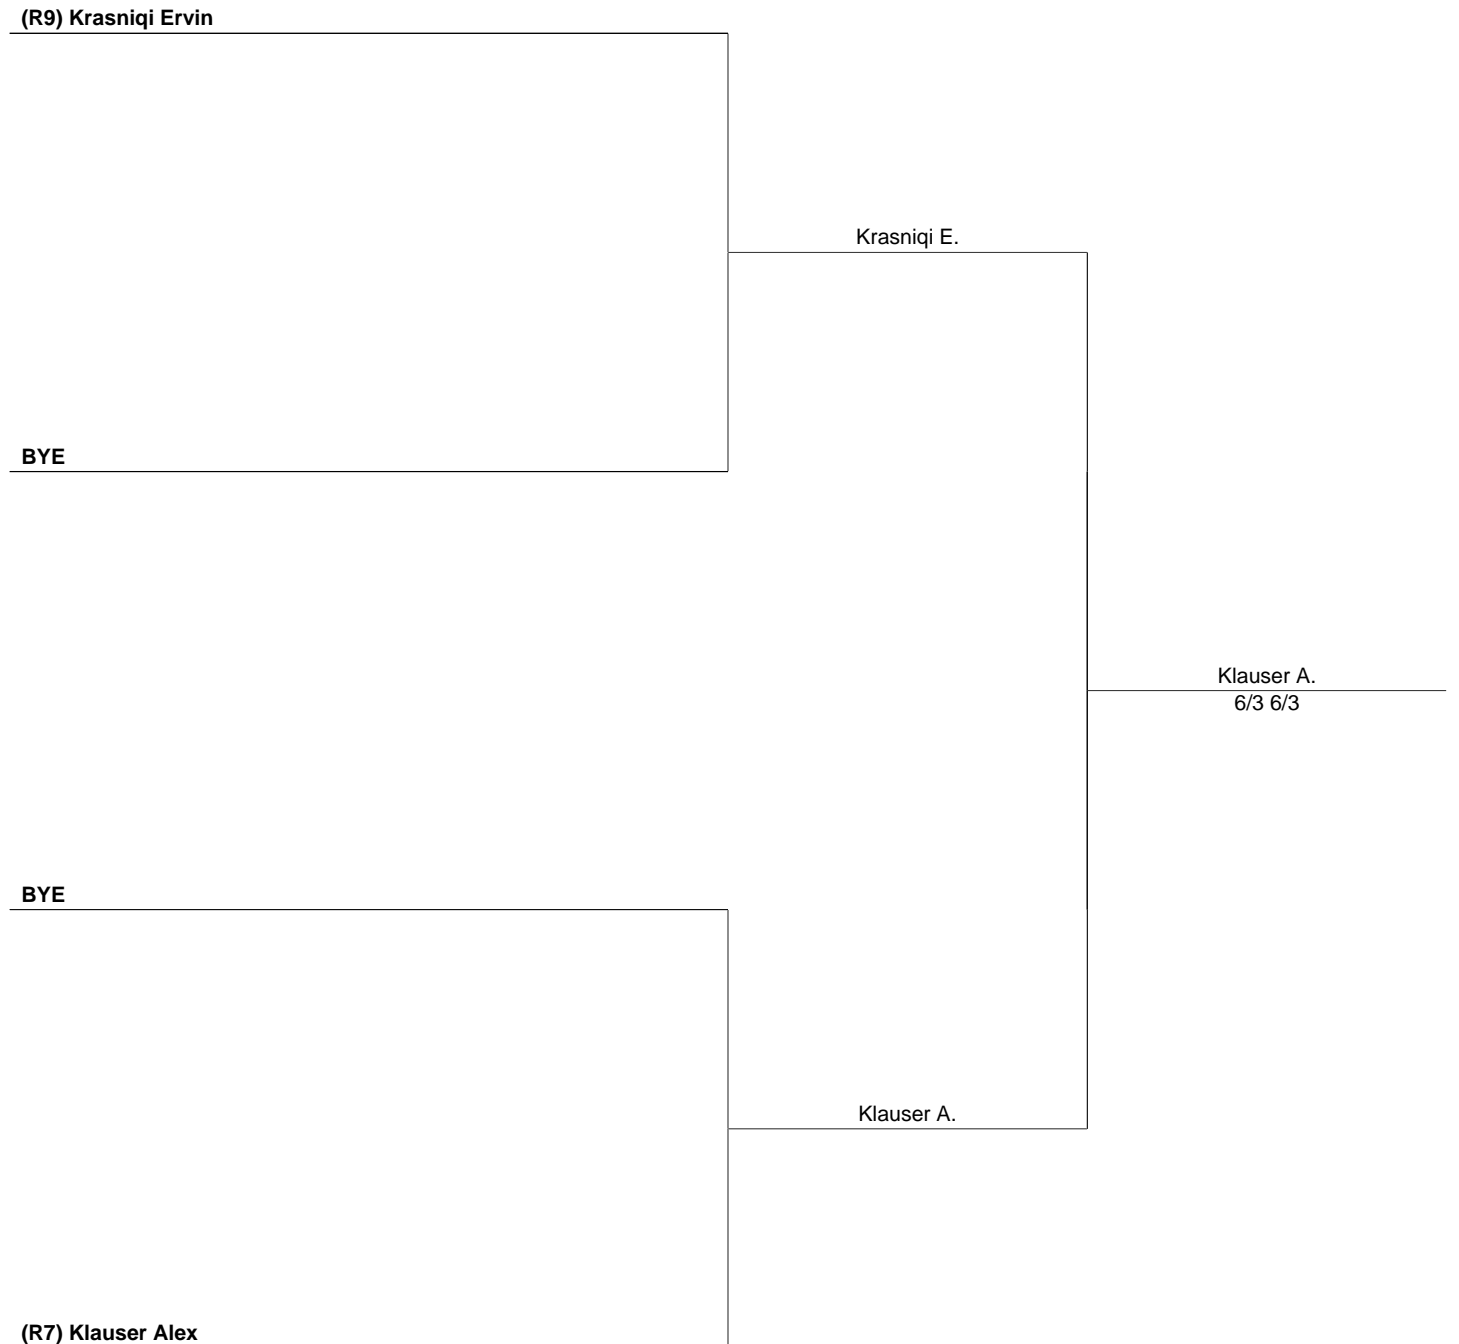 (R9) Krasniqi Ervin
Krasniqi E.
BYE
Klauser A.
6/3 6/3
BYE
Klauser A.
(R7) Klauser Alex